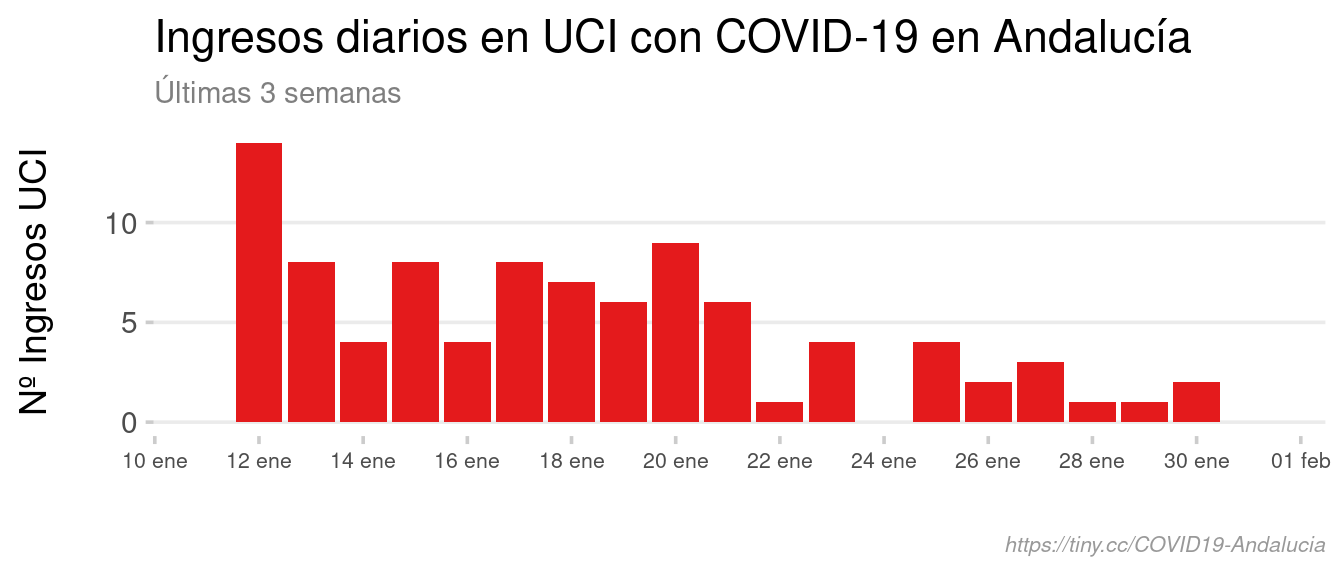 Ingresos diarios en UCI con COVID-19 en Andalucía
Últimas 3 semanas
Nº Ingresos UCI
10
5
0
10 ene 12 ene 14 ene 16 ene 18 ene 20 ene 22 ene 24 ene 26 ene 28 ene 30 ene 01 feb
https://tiny.cc/COVID19-Andalucia